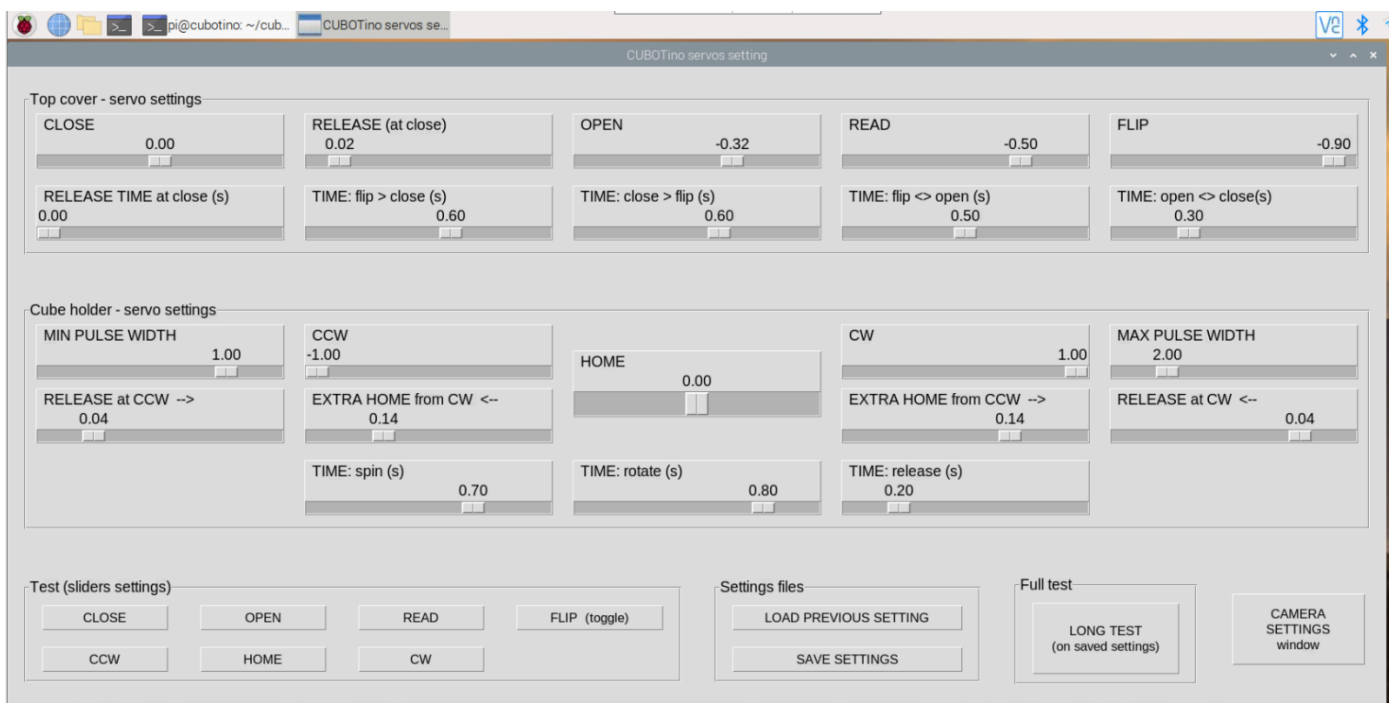 pi@cubotino: ~/cub... CUBOTino servos se...
CUBOTino servos setting
Top cover - servo settings
CLOSE
0.00
RELEASE (at close)
0.02
OPEN
-0.32
READ
-0.50
FLIP
-0.90
RELEASE TIME at close (s)
0.00
TIME: flip > close (s)
0.60
TIME: close > flip (s)
0.60
TIME: flip <> open (s)
0.50
TIME: open <> close(s)
0.30
Cube holder - servo settings
MIN PULSE WIDTH
1.00
CCW
-1.00
HOME
0.00
CW
1.00
MAX PULSE WIDTH
2.00
RELEASE at CCW -->
0.04
EXTRA HOME from CW <--
0.14
EXTRA HOME from CCW -->
0.14
RELEASE at CW <--
0.04
TIME: spin (s)
0.70
TIME: rotate (s)
0.80
TIME: release (s)
0.20
Test (sliders settings)
CLOSE
OPEN
READ
FLIP (toggle)
CCW
HOME
CW
Settings files
LOAD PREVIOUS SETTING
SAVE SETTINGS
Full test
LONG TEST
(on saved settings)
CAMERA
SETTINGS
window